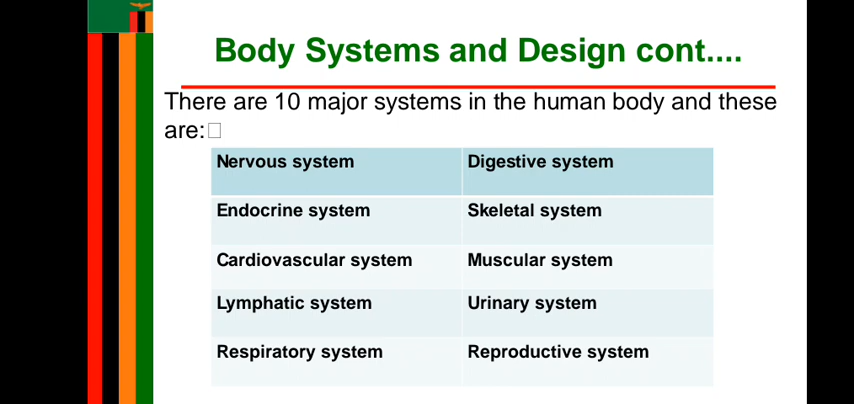 Body Systems and Design cont....
There are 10 major systems in the human body and these
are:
Nervous system Digestive system
Endocrine system Skeletal system
Cardiovascular system Muscular system
Lymphatic system Urinary system
Respiratory system Reproductive system